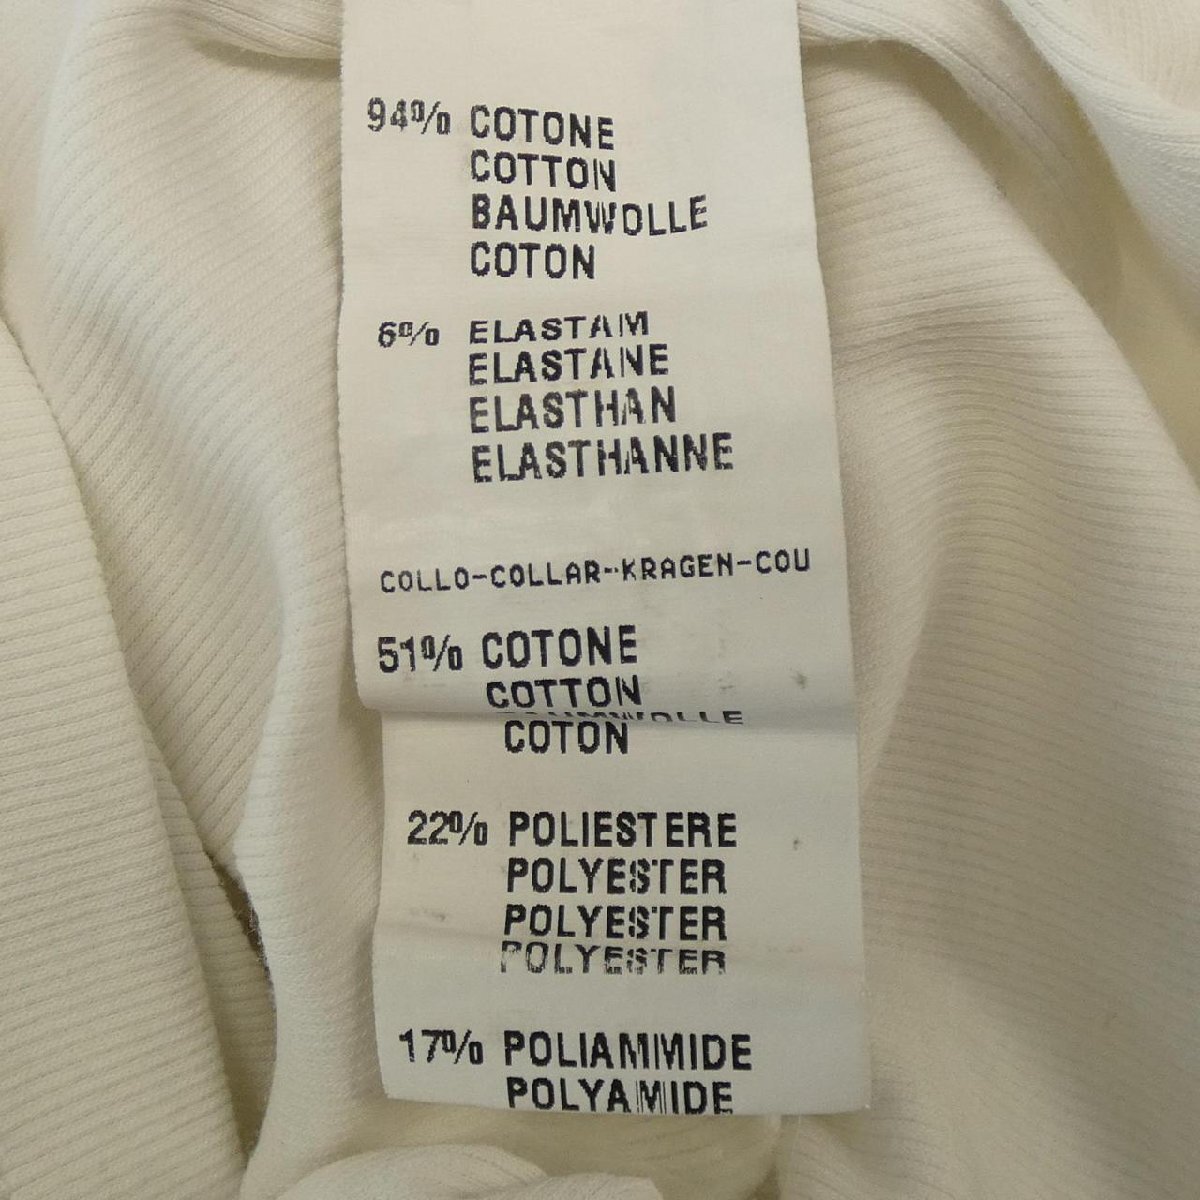 94% COTONE
COTTON
BAUMWOLLE
COTON
6% ELASTAM
ELASTANE
ELASTHAN
ELASTHANNE
COLLO-COLLAR-KRAGEN-COU
51% COTONE
COTTON
BAUMWOLLE
COTON
22% POLIESTERE
POLYESTER
POLYESTER
POLYESTER
17% POLIAMMIDE
POLYAMIDE